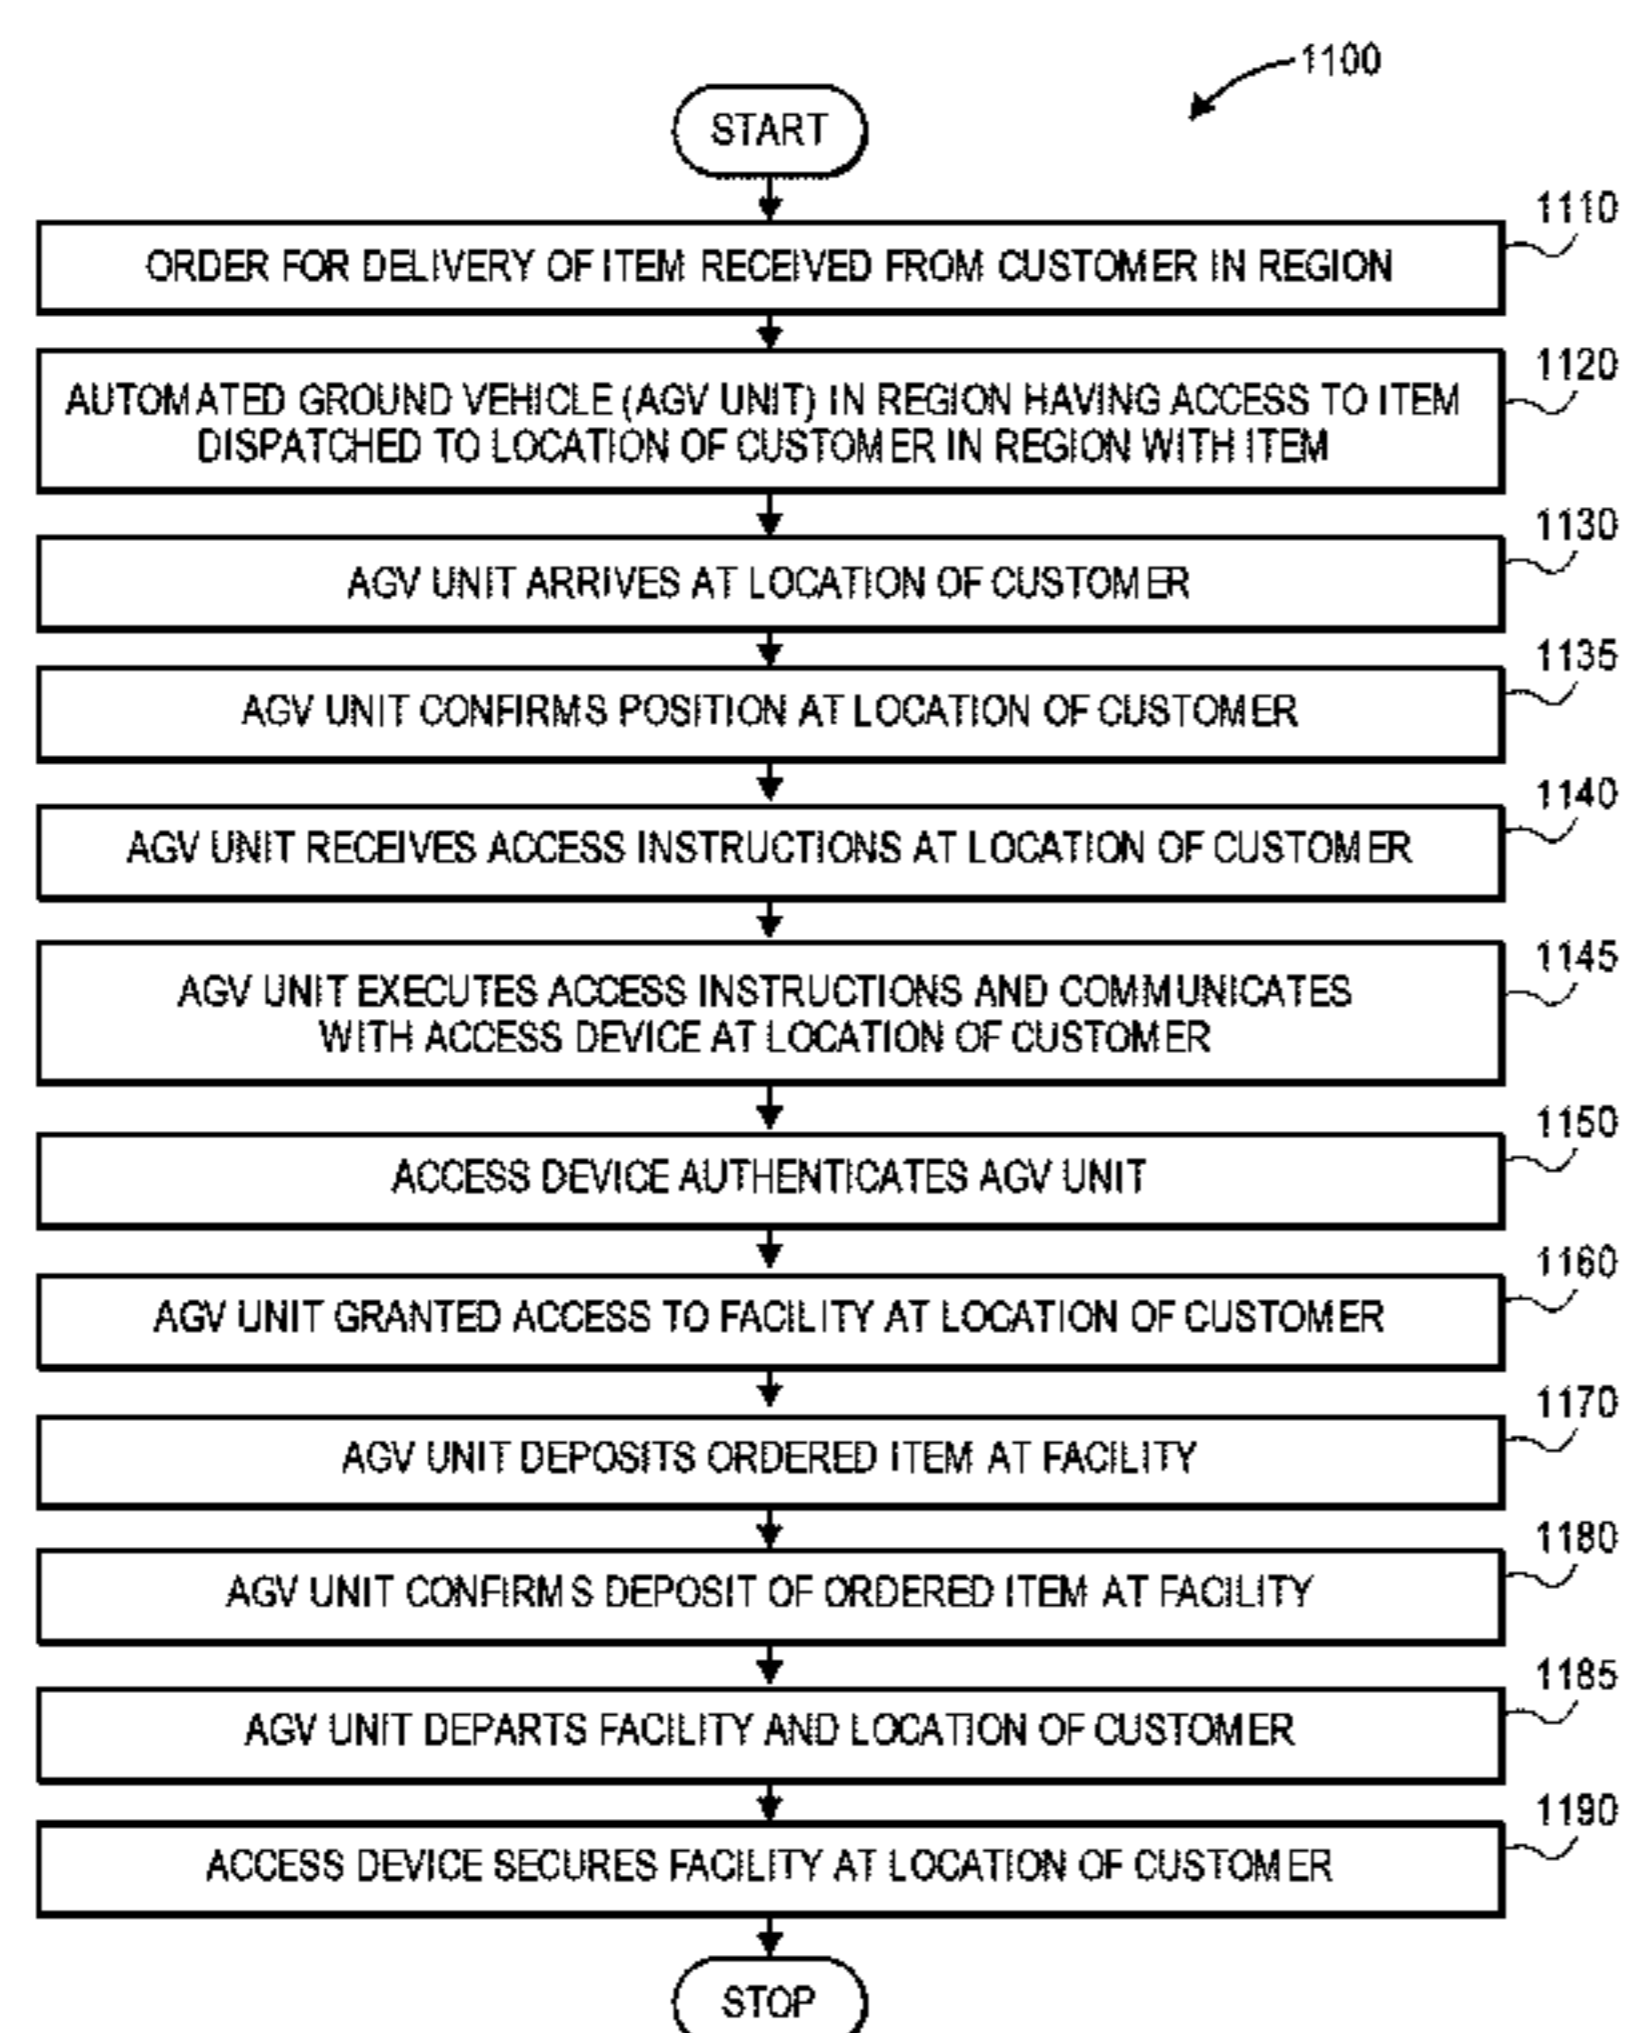 1100
START
1110
ORDER FOR DELIVERY OF ITEM RECEIVED FROM CUSTOMER IN REGION
1120
AUTOMATED GROUND VEHICLE (AGV UNIT) IN REGION HAVING ACCESS TO ITEM
DISPATCHED TO LOCATION OF CUSTOMER IN REGION WITH ITEM
1130
AGV UNIT ARRIVES AT LOCATION OF CUSTOMER
1135
AGV UNIT CONFIRMS POSITION AT LOCATION OF CUSTOMER
1140
AGV UNIT RECEIVES ACCESS INSTRUCTIONS AT LOCATION OF CUSTOMER
1145
AGV UNIT EXECUTES ACCESS INSTRUCTIONS AND COMMUNICATES
WITH ACCESS DEVICE AT LOCATION OF CUSTOMER
1150
ACCESS DEVICE AUTHENTICATES AGV UNIT
1160
AGV UNIT GRANTED ACCESS TO FACILITY AT LOCATION OF CUSTOMER
1170
AGV UNIT DEPOSITS ORDERED ITEM AT FACILITY
1180
AGV UNIT CONFIRMS DEPOSIT OF ORDERED ITEM AT FACILITY
1185
AGV UNIT DEPARTS FACILITY AND LOCATION OF CUSTOMER
1190
ACCESS DEVICE SECURES FACILITY AT LOCATION OF CUSTOMER
STOP